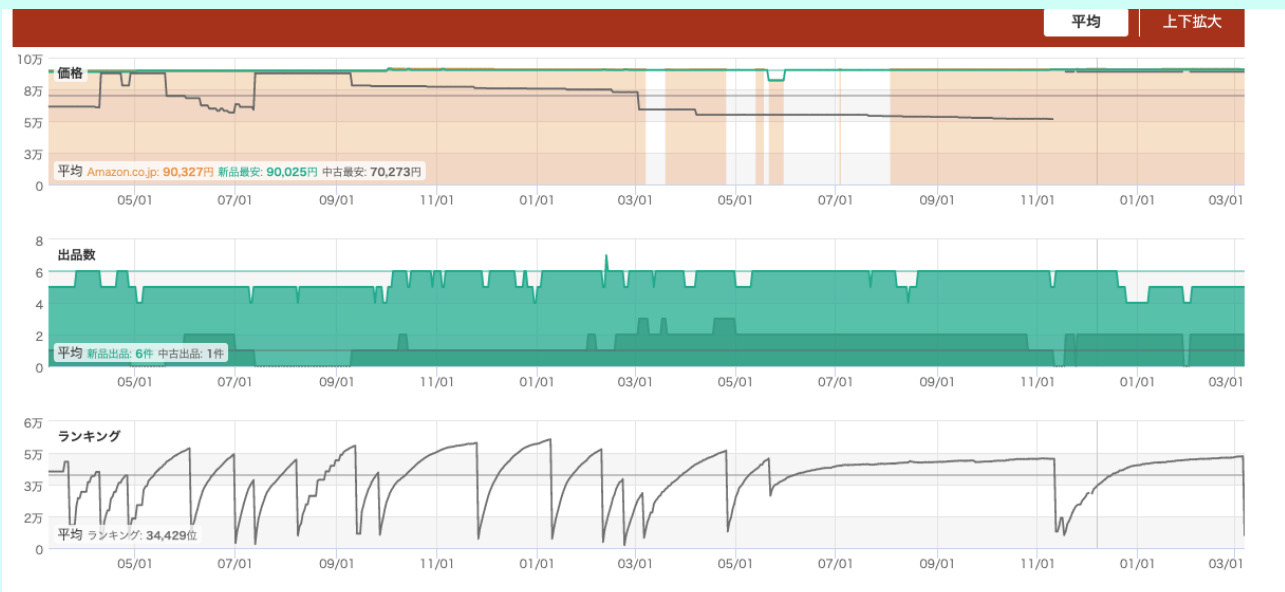 平均 上下拡大
価格
10万
8万
5万
3万
0
平均 Amazon.co.jp: 90,327円 新品最安: 90,025円 中古最安: 70,273円
05/01 07/01 09/01 11/01 01/01 03/01 05/01 07/01 09/01 11/01 01/01 03/01
出品数
8
6
4
2
0
平均 新品出品: 6件 中古出品: 1件
05/01 07/01 09/01 11/01 01/01 03/01 05/01 07/01 09/01 11/01 01/01 03/01
ランキング
6万
5万
3万
2万
0
平均 ランキング: 34,429位
05/01 07/01 09/01 11/01 01/01 03/01 05/01 07/01 09/01 11/01 01/01 03/01